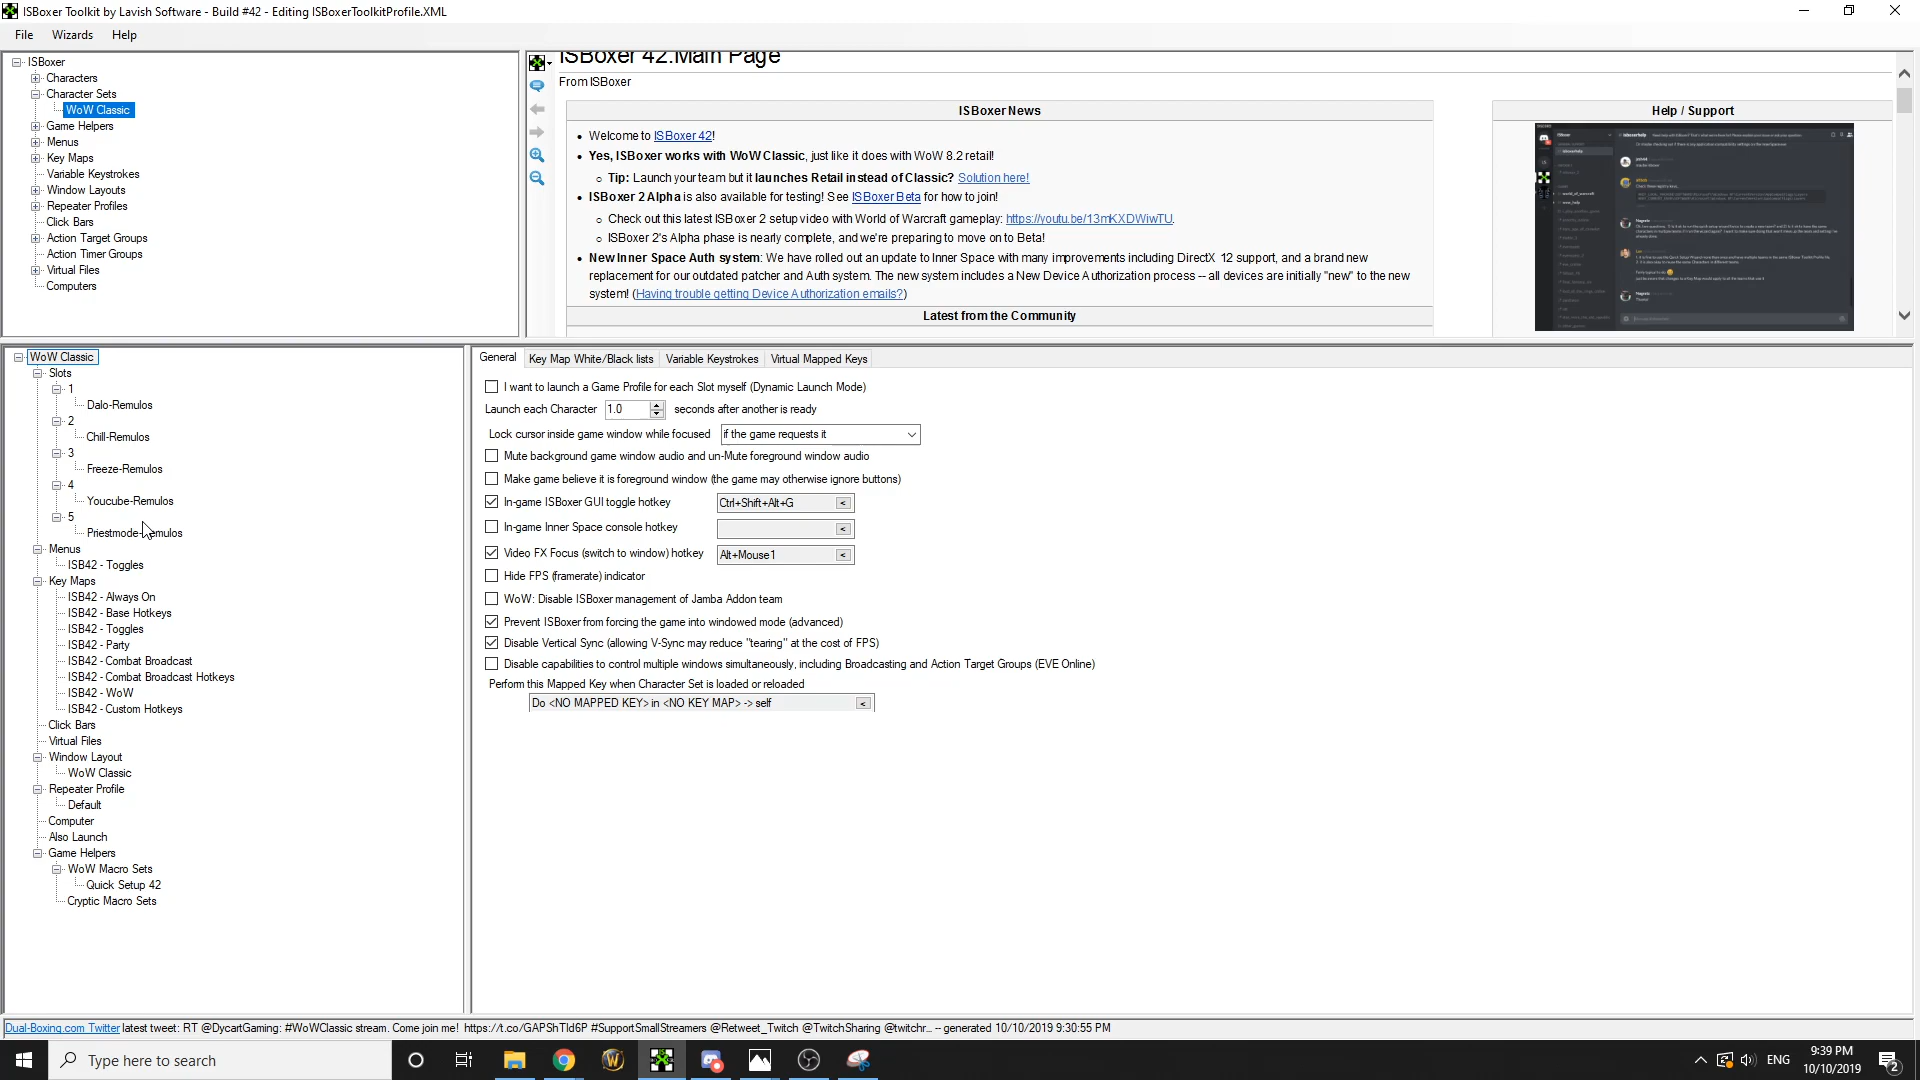 ISBoxer Toolkit by Lavish Software - Build #42 - Editing ISBoxerToolkitProfile.XML
File Wizards Help
ISBoxer
Characters
Character Sets
WoW Classic
Game Helpers
Menus
Key Maps
Variable Keystrokes
Window Layouts
Repeater Profiles
Click Bars
Action Target Groups
Action Timer Groups
Virtual Files
Computers
ISBoxer 42:Main Page
From ISBoxer
ISBoxer News
Welcome to ISBoxer 42!
Yes, ISBoxer works with WoW Classic, just like it does with WoW 8.2 retail!
Tip: Launch your team but it launches Retail instead of Classic? Solution here!
ISBoxer 2 Alpha is also available for testing! See ISBoxer Beta for how to join!
Check out this latest ISBoxer 2 setup video with World of Warcraft gameplay: https://youtu.be/13mKXDWiwTU.
ISBoxer 2's Alpha phase is nearly complete, and we're preparing to move on to Beta!
New Inner Space Auth system: We have rolled out an update to Inner Space with many improvements including DirectX 12 support, and a brand new
replacement for our outdated patcher and Auth system. The new system includes a New Device Authorization process -- all devices are initially "new" to the new
system! (Having trouble getting Device Authorization emails?)
Latest from the Community
Help / Support
WoW Classic
Slots
1
Dalo-Remulos
2
Chill-Remulos
3
Freeze-Remulos
4
Youcube-Remulos
5
Priestmode-Remulos
Menus
ISB42 - Toggles
Key Maps
ISB42 - Always On
ISB42 - Base Hotkeys
ISB42 - Toggles
ISB42 - Party
ISB42 - Combat Broadcast
ISB42 - Combat Broadcast Hotkeys
ISB42 - WoW
ISB42 - Custom Hotkeys
Click Bars
Virtual Files
Window Layout
WoW Classic
Repeater Profile
Default
Computer
Also Launch
Game Helpers
WoW Macro Sets
Quick Setup 42
Cryptic Macro Sets
General Key Map White/Black lists Variable Keystrokes Virtual Mapped Keys
I want to launch a Game Profile for each Slot myself (Dynamic Launch Mode)
Launch each Character 1.0 seconds after another is ready
Lock cursor inside game window while focused if the game requests it
Mute background game window audio and un-Mute foreground window audio
Make game believe it is foreground window (the game may otherwise ignore buttons)
In-game ISBoxer GUI toggle hotkey Ctrl+Shift+Alt+G <
In-game Inner Space console hotkey <
Video FX Focus (switch to window) hotkey Alt+Mouse1 <
Hide FPS (framerate) indicator
WoW: Disable ISBoxer management of Jamba Addon team
Prevent ISBoxer from forcing the game into windowed mode (advanced)
Disable Vertical Sync (allowing V-Sync may reduce "tearing" at the cost of FPS)
Disable capabilities to control multiple windows simultaneously, including Broadcasting and Action Target Groups (EVE Online)
Perform this Mapped Key when Character Set is loaded or reloaded
Do <NO MAPPED KEY> in <NO KEY MAP> -> self <
Dual-Boxing.com Twitter latest tweet: RT @DycartGaming: #WoWClassic stream. Come join me! https://t.co/GAPShTId6P #SupportSmallStreamers @Retweet_Twitch @TwitchSharing @twitchr... -- generated 10/10/2019 9:30:55 PM
Type here to search
ENG
9:39 PM
10/10/2019
2